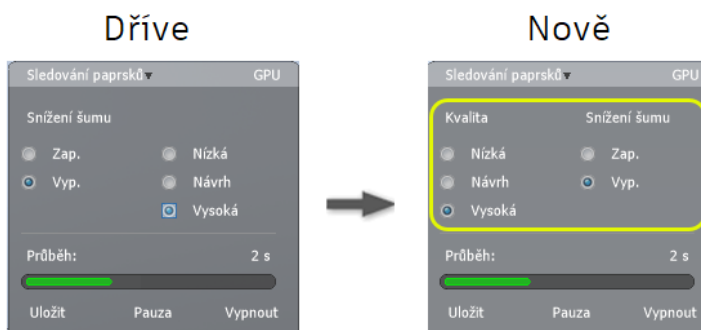 Dříve
Sledování paprsků GPU
Snížení šumu
Zap. Nízká
Vyp. Návrh
Vysoká
Průběh: 2 s
Uložit Pauza Vypnout
Nově
Sledování paprsků GPU
Kvalita Snížení šumu
Nízká Zap.
Návrh Vyp.
Vysoká
Průběh: 2 s
Uložit Pauza Vypnout